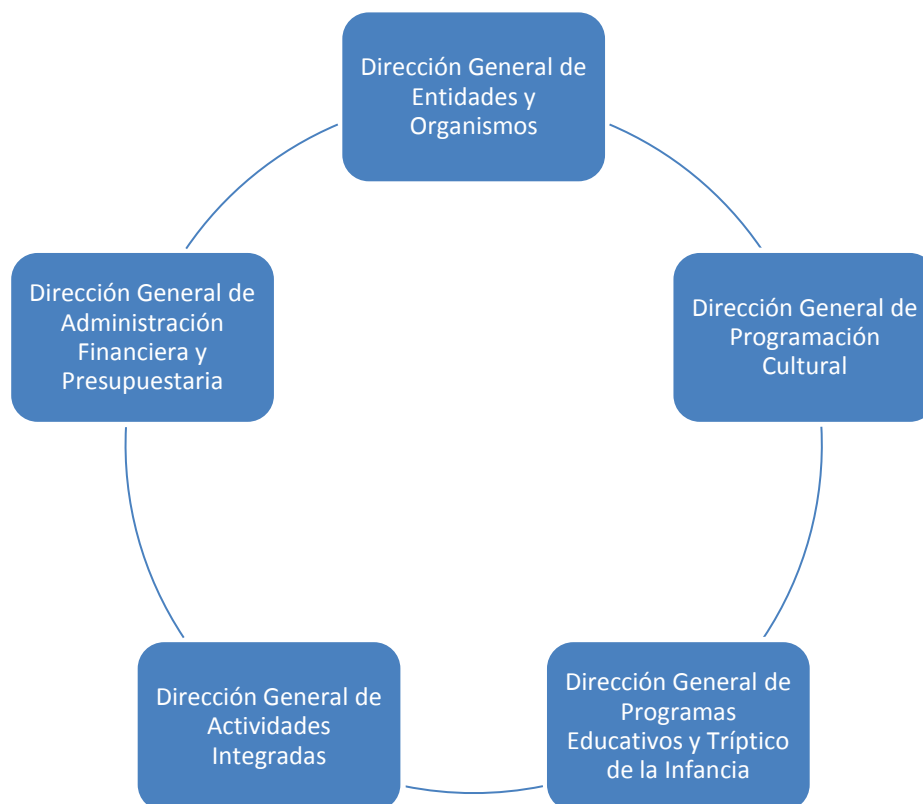 Dirección General de
Entidades y
Organismos
Dirección General de
Programación
Cultural
Dirección General de
Programas
Educativos y Tríptico
de la Infancia
Dirección General de
Actividades
Integradas
Dirección General de
Administración
Financiera y
Presupuestaria